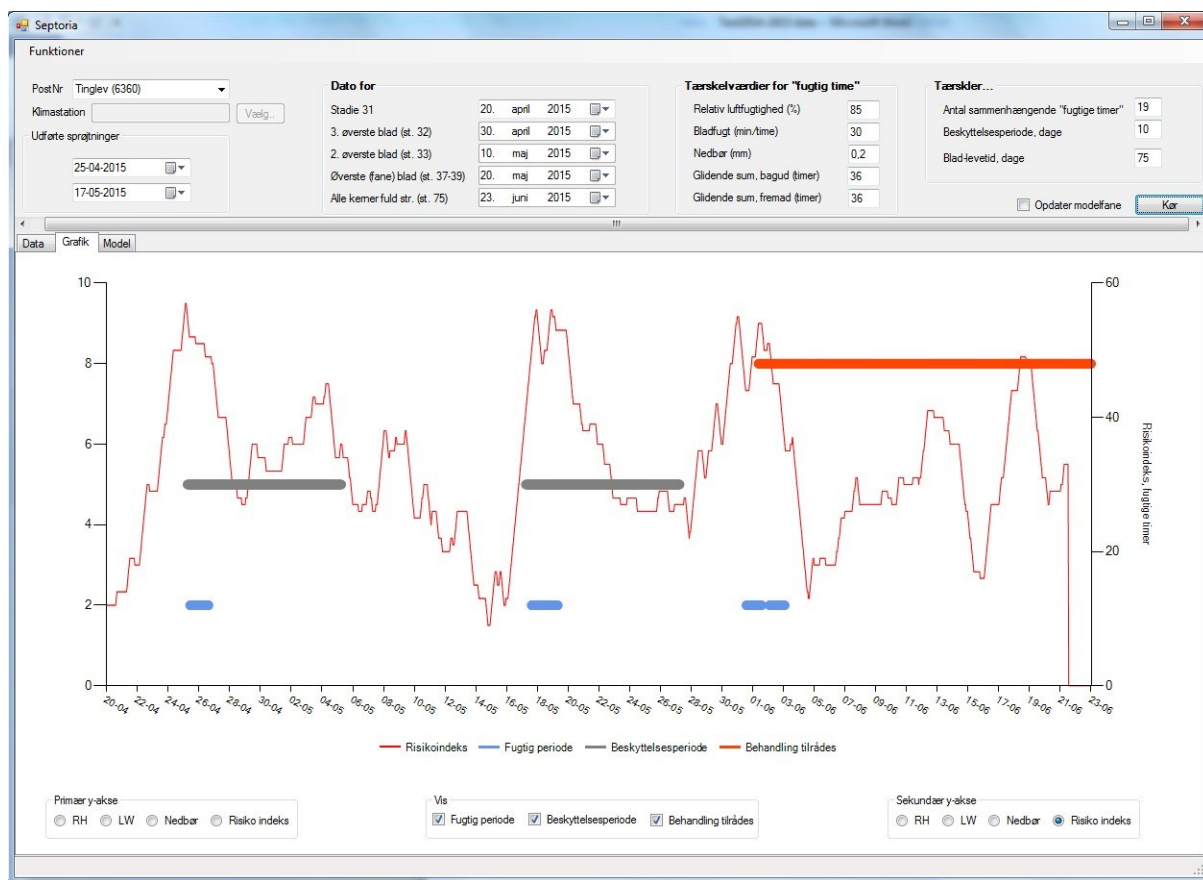 Septoria
Funktioner
PostNr Tinglev (6360)
Klimastation Vælg..
Udførte sprøjtninger
25-04-2015
17-05-2015
Dato for
Stadie 31 20. april 2015
3. øverste blad (st. 32) 30. april 2015
2. øverste blad (st. 33) 10. maj 2015
Øverste (fane) blad (st. 37-39) 20. maj 2015
Alle kerner fuld str. (st. 75) 23. juni 2015
Tærskelværdier for "fugtig time"
Relativ luftfugtighed (%) 85
Bladfugt (min/time) 30
Nedbør (mm) 0,2
Glidende sum, bagud (timer) 36
Glidende sum, fremad (timer) 36
Tærskler...
Antal sammenhængende "fugtige timer" 19
Beskyttelsesperiode, dage 10
Blad-levetid, dage 75
Opdater modelfane Kør
Data Grafik Model
10
8
6
4
2
0
60
40
20
0
Risikoindeks, fugtige timer
20-04 22-04 24-04 26-04 28-04 30-04 02-05 04-05 06-05 08-05 10-05 12-05 14-05 16-05 18-05 20-05 22-05 24-05 26-05 28-05 30-05 01-06 03-06 05-06 07-06 09-06 11-06 13-06 15-06 17-06 19-06 21-06 23-06
Risikoindeks Fugtig periode Beskyttelsesperiode Behandling tilrådes
Primær y-akse
RH LW Nedbør Risiko indeks
Vis
Fugtig periode Beskyttelsesperiode Behandling tilrådes
Sekundær y-akse
RH LW Nedbør Risiko indeks